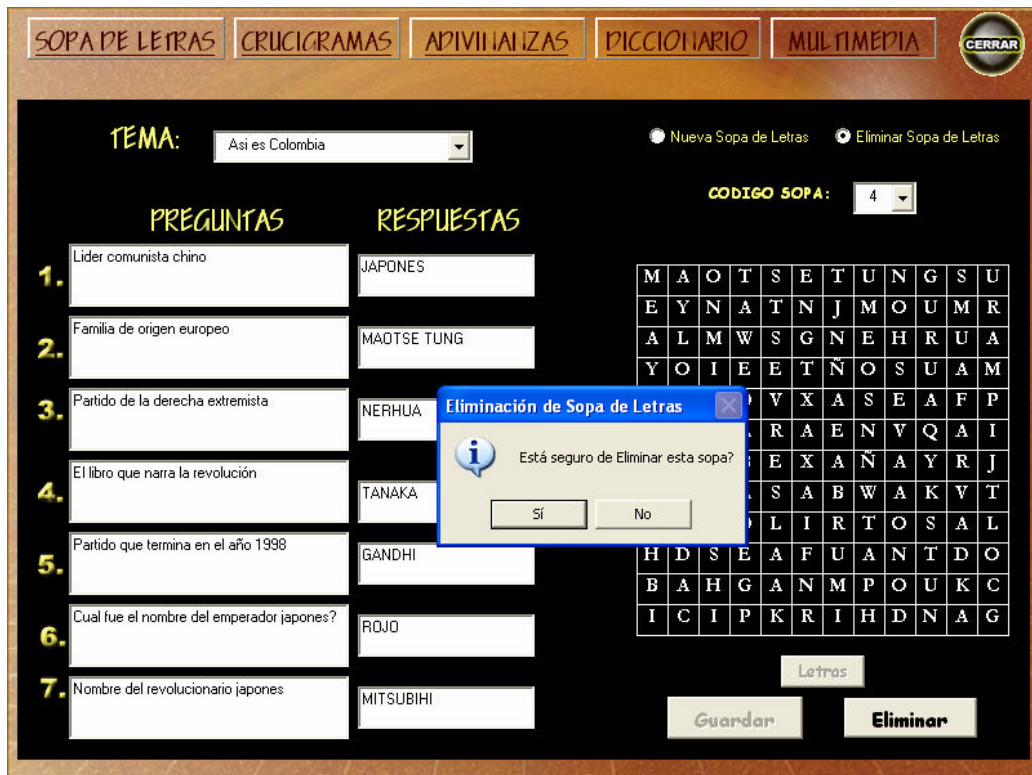 SOPA DE LETRAS CRUCIGRAMAS ADIVINANZAS DICCIONARIO MULTIMEDIA CERRAR
TEMA: Asi es Colombia
Nueva Sopa de Letras Eliminar Sopa de Letras
CODIGO SOPA: 4
PREGUNTAS RESPUESTAS
1. Lider comunista chino JAPONES
2. Familia de origen europeo MAOTSE TUNG
3. Partido de la derecha extremista NERHUA
4. El libro que narra la revolución TANAKA
5. Partido que termina en el año 1998 GANDHI
6. Cual fue el nombre del emperador japones? ROJO
7. Nombre del revolucionario japones MITSUBIHI
M A O T S E T U N G S U
E Y N A T N J M O U M R
A L M W S G N E H R U A
Y O I E E T Ñ O S U A M
V X A S E A F P
R A E N V Q A I
E X A Ñ A Y R J
S A B W A K V T
L I R T O S A L
H D S E A F U A N T D O
B A H G A N M P O U K C
I C I P K R I H D N A G
Eliminación de Sopa de Letras
Está seguro de Eliminar esta sopa?
Sí No
Letras
Guardar Eliminar